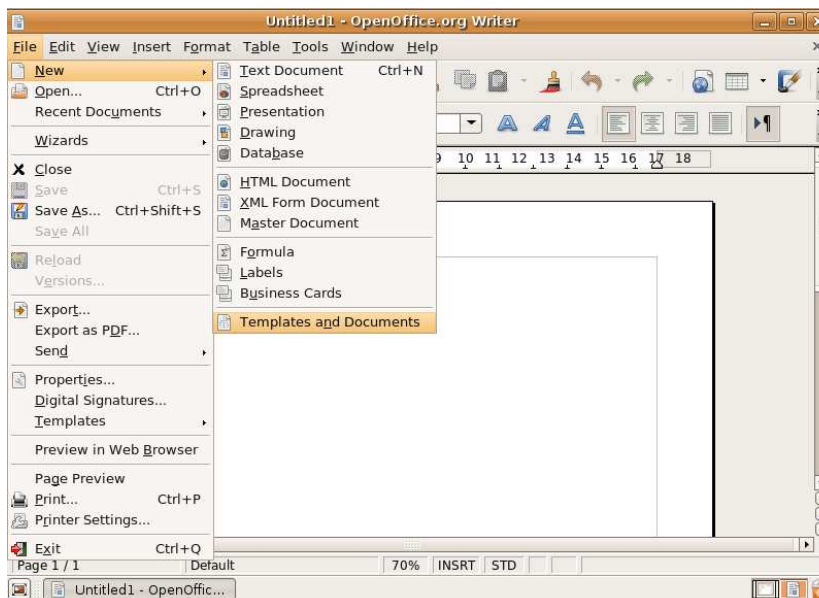 Untitled1 - OpenOffice.org Writer
File Edit View Insert Format Table Tools Window Help
New
Open... Ctrl+O
Recent Documents
Wizards
Close
Save Ctrl+S
Save As... Ctrl+Shift+S
Save All
Reload
Versions...
Export...
Export as PDF...
Send
Properties...
Digital Signatures...
Templates
Preview in Web Browser
Page Preview
Print... Ctrl+P
Printer Settings...
Exit Ctrl+Q
Text Document Ctrl+N
Spreadsheet
Presentation
Drawing
Database
HTML Document
XML Form Document
Master Document
Formula
Labels
Business Cards
Templates and Documents
9 10 11 12 13 14 15 16 17 18
Page 1 / 1 Default 70% INSRT STD
Untitled1 - OpenOffic...